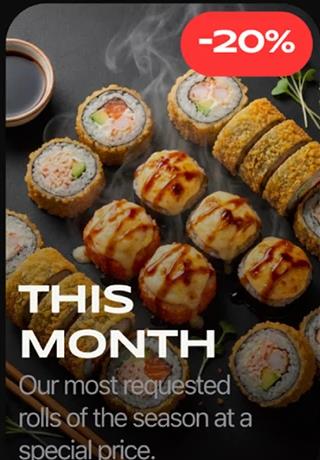 -20%
THIS
MONTH
Our most requested
rolls of the season at a
special price.